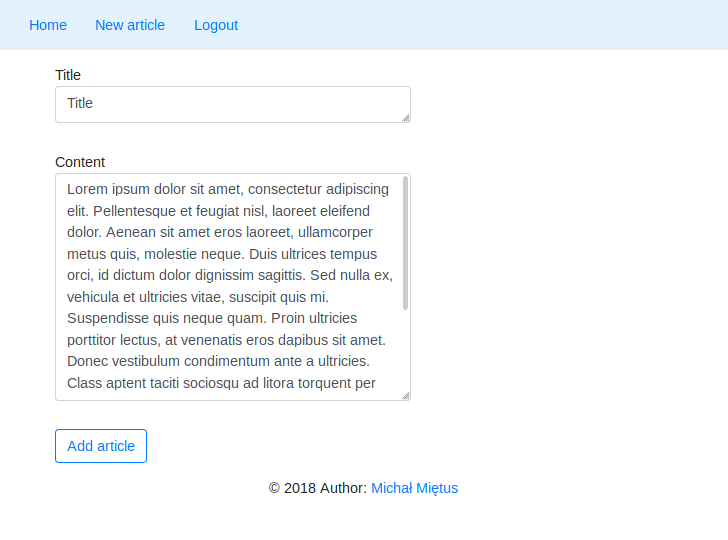 Home New article Logout
Title
Title
Content
Lorem ipsum dolor sit amet, consectetur adipiscing
elit. Pellentesque et feugiat nisl, laoreet eleifend
dolor. Aenean sit amet eros laoreet, ullamcorper
metus quis, molestie neque. Duis ultrices tempus
orci, id dictum dolor dignissim sagittis. Sed nulla ex,
vehicula et ultricies vitae, suscipit quis mi.
Suspendisse quis neque quam. Proin ultricies
porttitor lectus, at venenatis eros dapibus sit amet.
Donec vestibulum condimentum ante a ultricies.
Class aptent taciti sociosqu ad litora torquent per
Add article
© 2018 Author: Michał Miętus